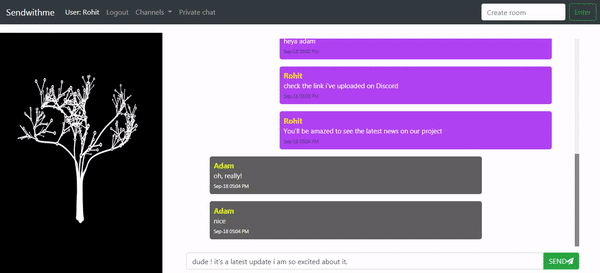 Sendwithme User: Rohit Logout Channels Private chat Create room Enter
heya adam
Sep-18 05:02 PM
Rohit
check the link i've uploaded on Discord
Sep-18 05:03 PM
Rohit
You'll be amazed to see the latest news on our project
Sep-18 05:04 PM
Adam
oh, really!
Sep-18 05:04 PM
Adam
nice
Sep-18 05:04 PM
dude ! it's a latest update i am so excited about it. SEND